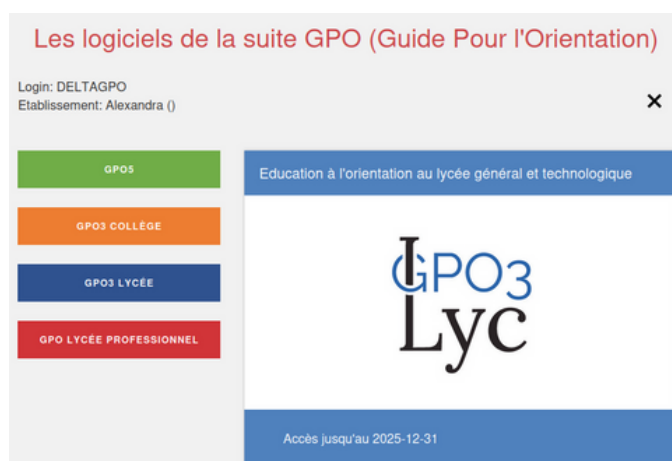 Les logiciels de la suite GPO (Guide Pour l'Orientation)
Login: DELTAGPO
Etablissement: Alexandra ()
GPO5
GPO3 COLLÈGE
GPO3 LYCÉE
GPO LYCÉE PROFESSIONNEL
Education à l'orientation au lycée général et technologique
GPO3
Lyc
Accès jusqu'au 2025-12-31